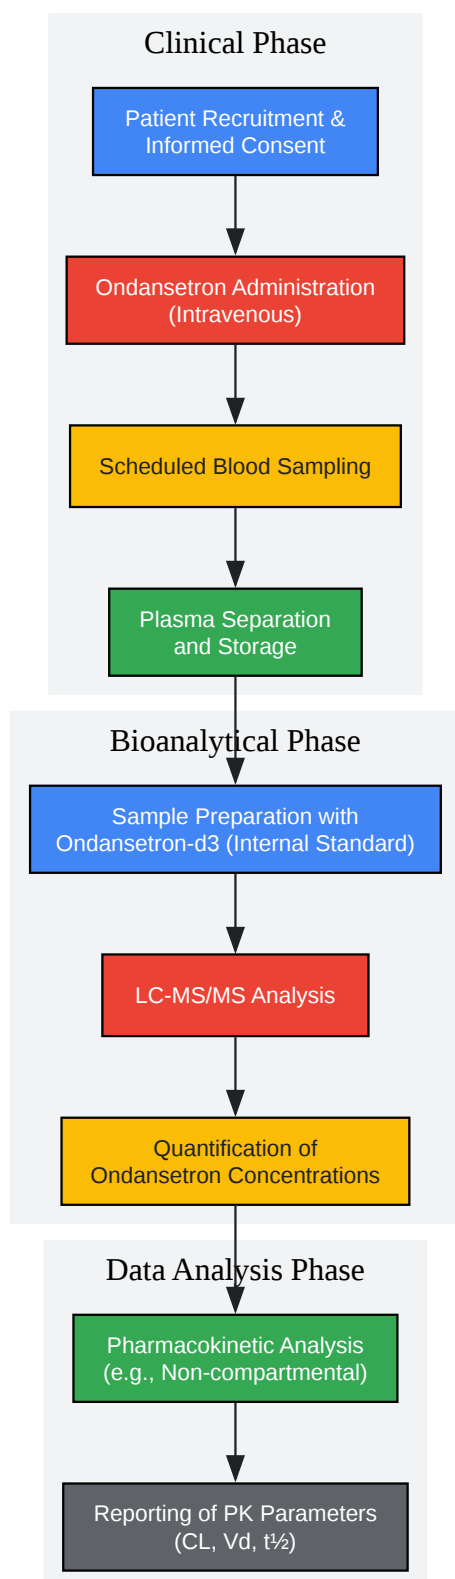 Clinical Phase
Patient Recruitment &
Informed Consent
Ondansetron Administration
(Intravenous)
Scheduled Blood Sampling
Plasma Separation
and Storage
Bioanalytical Phase
Sample Preparation with
Ondansetron-d3 (Internal Standard)
LC-MS/MS Analysis
Quantification of
Ondansetron Concentrations
Data Analysis Phase
Pharmacokinetic Analysis
(e.g., Non-compartmental)
Reporting of PK Parameters
(CL, Vd, t½)